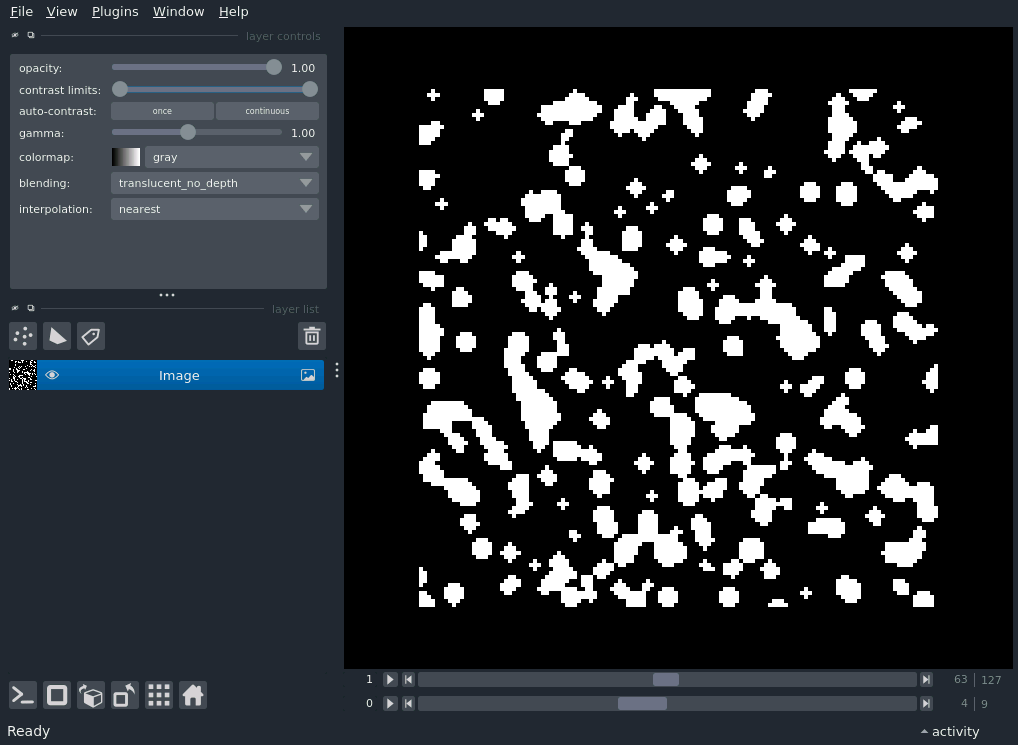 File View Plugins Window Help
layer controls
opacity: 1.00
contrast limits:
auto-contrast: once continuous
gamma: 1.00
colormap: gray
blending: translucent_no_depth
interpolation: nearest
layer list
Image
1 63 127
0 4 9
Ready activity